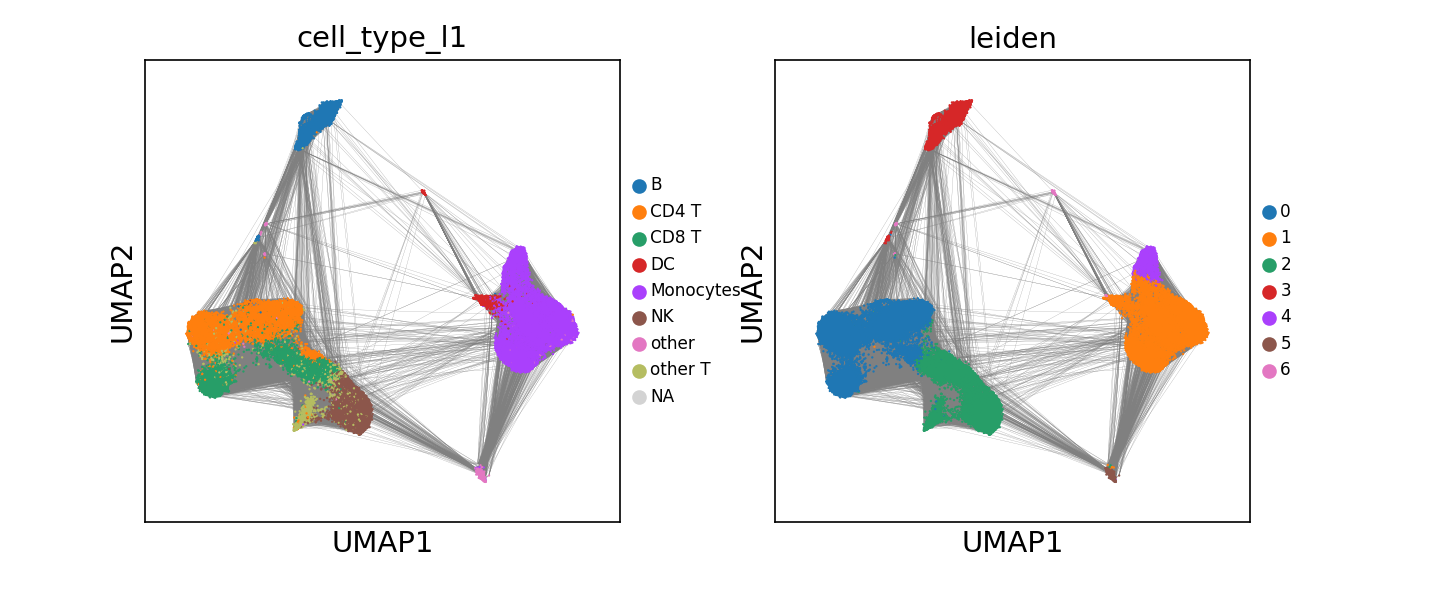 cell_type_l1
UMAP2
UMAP1
B
CD4 T
CD8 T
DC
Monocytes
NK
other
other T
NA
leiden
UMAP2
UMAP1
0
1
2
3
4
5
6